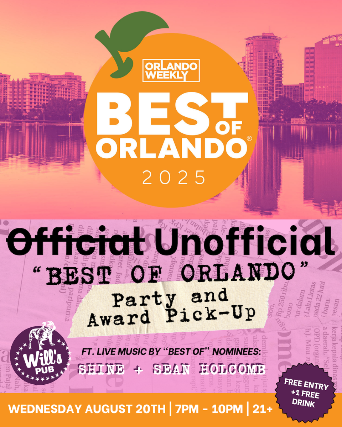 ORLANDO
WEEKLY
BEST
OF
ORLANDO®
2025
Official Unofficial
"BEST OF ORLANDO"
Party and
Award Pick-Up
Will's
PUB
FT. LIVE MUSIC BY "BEST OF" NOMINEES:
SHINE + SEAN HOLCOMB
FREE ENTRY
+1 FREE
DRINK
WEDNESDAY AUGUST 20TH | 7PM - 10PM | 21+